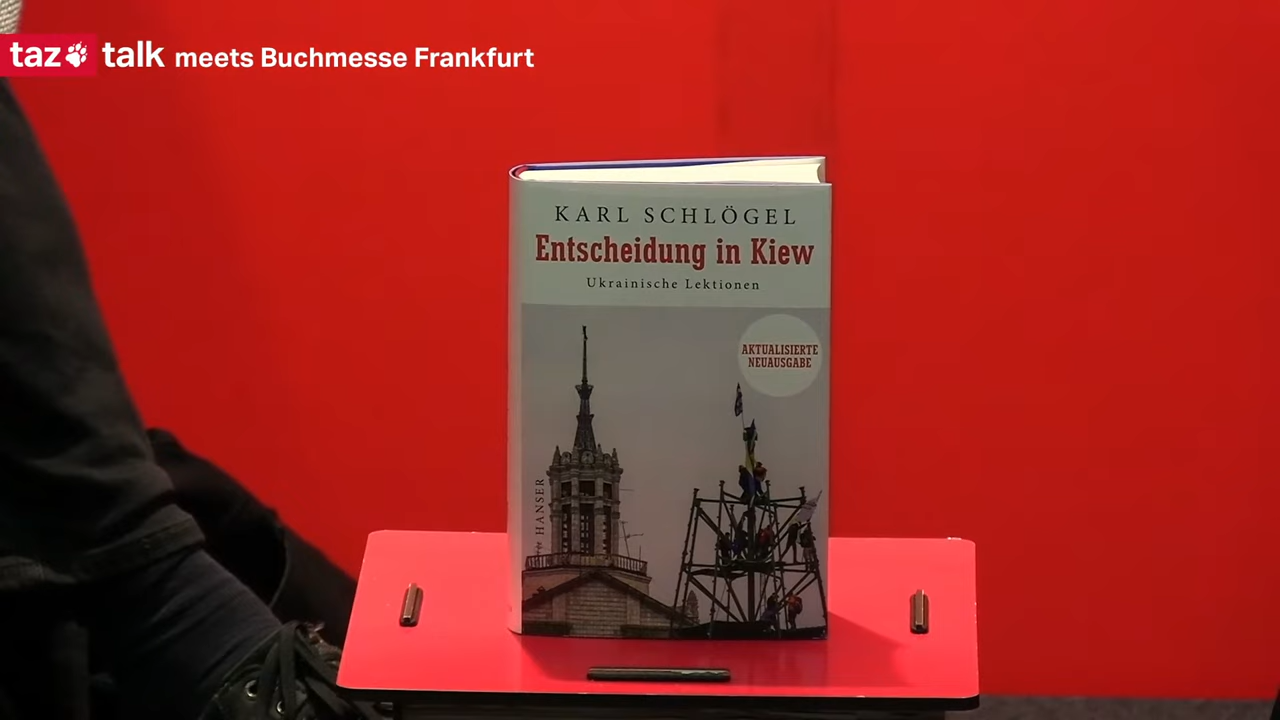 taz talk meets Buchmesse Frankfurt
KARL SCHLÖGEL
Entscheidung in Kiew
Ukrainische Lektionen
AKTUALISIERTE
NEUAUSGABE
HANSER